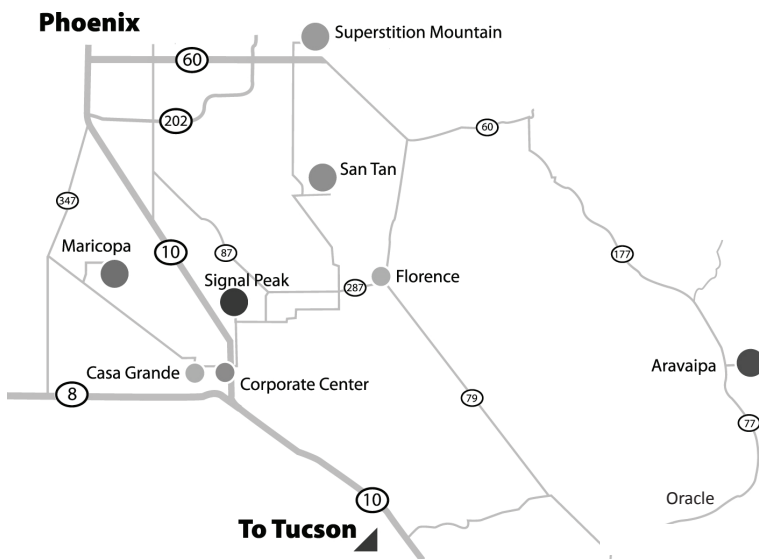 Phoenix
Superstition Mountain
60
202
60
San Tan
347
Maricopa
10
87
177
Signal Peak
287
Florence
Casa Grande
Corporate Center
Aravaipa
8
79
77
10
Oracle
To Tucson